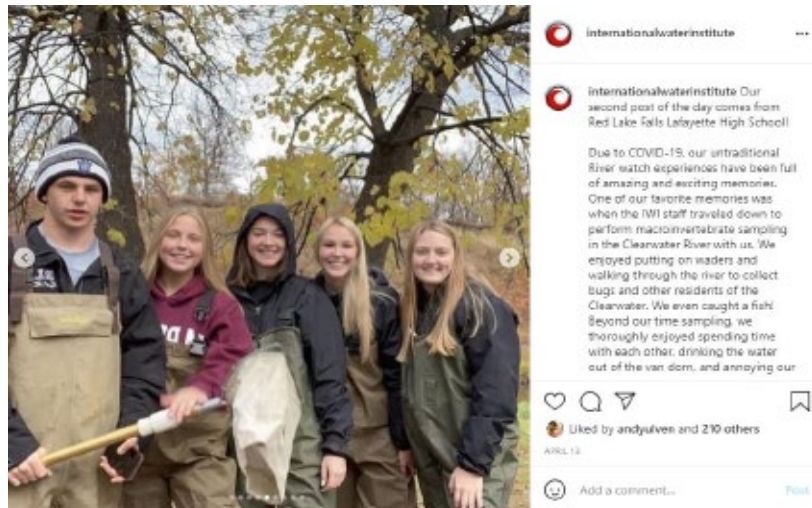 internationalwaterinstitute
internationalwaterinstitute Our
second post of the day comes from
Red Lake Falls Lafayette High School!
Due to COVID-19, our untraditional
River watch experiences have been full
of amazing and exciting memories.
One of our favorite memories was
when the IWI staff traveled down to
perform macroinvertebrate sampling
in the Clearwater River with us. We
enjoyed putting on waders and
walking through the river to collect
bugs and other residents of the
Clearwater. We even caught a fish!
Beyond our time sampling, we
thoroughly enjoyed spending time
with each other, drinking the water
out of the van dorn, and annoying our
Liked by andyulven and 210 others
APRIL 13
Add a comment...
Post